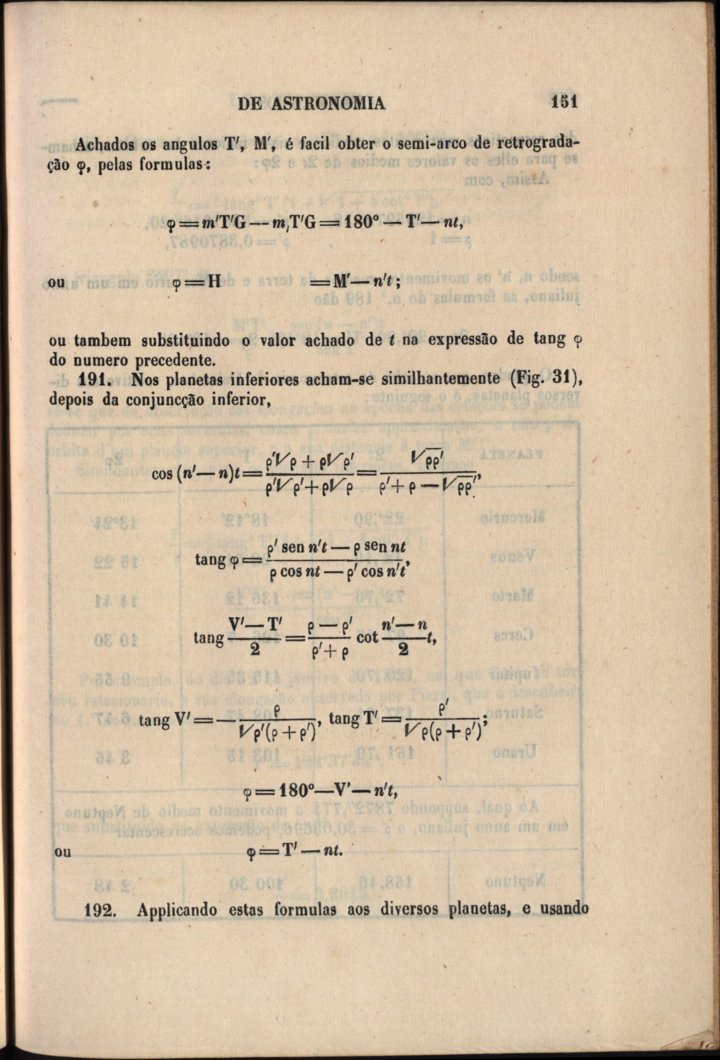 DE ASTRONOMIA 151
Achados os angulos T′, M′, é facil obter o semi-arco de retrograda-
ção φ, pelas formulas:
φ = m′T′G — m,T′G = 180° — T′ — nt,
ou φ = H = M′ — n′t;
ou tambem substituindo o valor achado de t na expressão de tang φ
do numero precedente.
191. Nos planetas inferiores acham-se similhantemente (Fig. 31),
depois da conjuncção inferior,
cos (n′ — n)t = (ρ′√ρ + ρ√ρ′)/(ρ′√ρ′ + ρ√ρ) = √(ρρ′)/(ρ′ + ρ — √(ρρ′)),
tang φ = (ρ′ sen n′t — ρ sen nt)/(ρ cos nt — ρ′ cos n′t),
tang (V′ — T′)/2 = (ρ — ρ′)/(ρ′ + ρ) cot (n′ — n)/2 t,
tang V′ = — ρ/√(ρ′(ρ + ρ′)), tang T′ = ρ′/√(ρ(ρ + ρ′));
φ = 180° — V′ — n′t,
ou φ = T′ — nt.
192. Applicando estas formulas aos diversos planetas, e usando